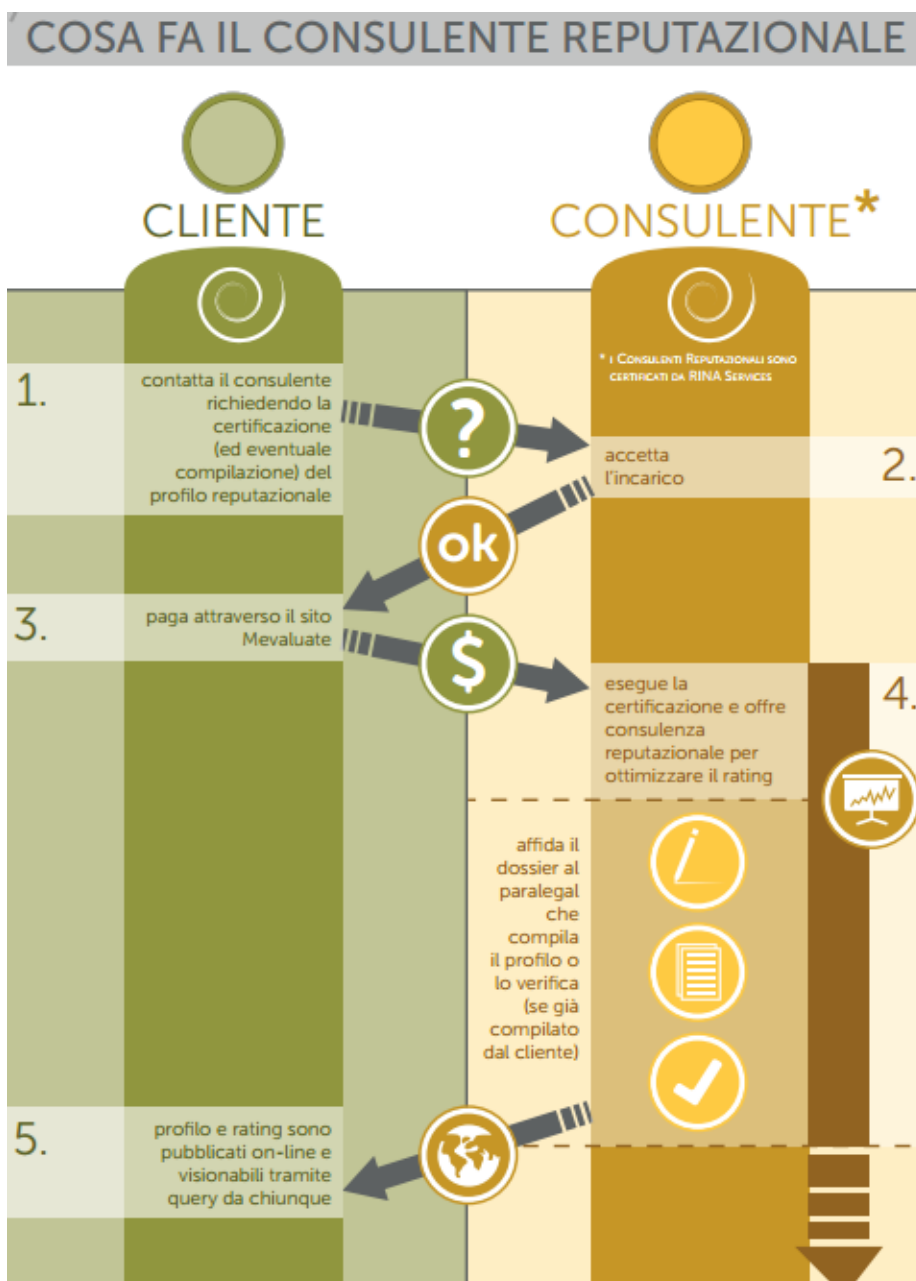 COSA FA IL CONSULENTE REPUTAZIONALE
CLIENTE
CONSULENTE*
* I CONSULENTI REPUTAZIONALI SONO
CERTIFICATI DA RINA SERVICES
1.
contatta il consulente
richiedendo la
certificazione
(ed eventuale
compilazione) del
profilo reputazionale
?
accetta
l'incarico
2.
ok
3.
paga attraverso il sito
Mevaluate
$
esegue la
certificazione e offre
consulenza
reputazionale per
ottimizzare il rating
4.
affida il
dossier al
paralegal
che
compila
il profilo o
lo verifica
(se già
compilato
dal cliente)
5.
profilo e rating sono
pubblicati on-line e
visionabili tramite
query da chiunque